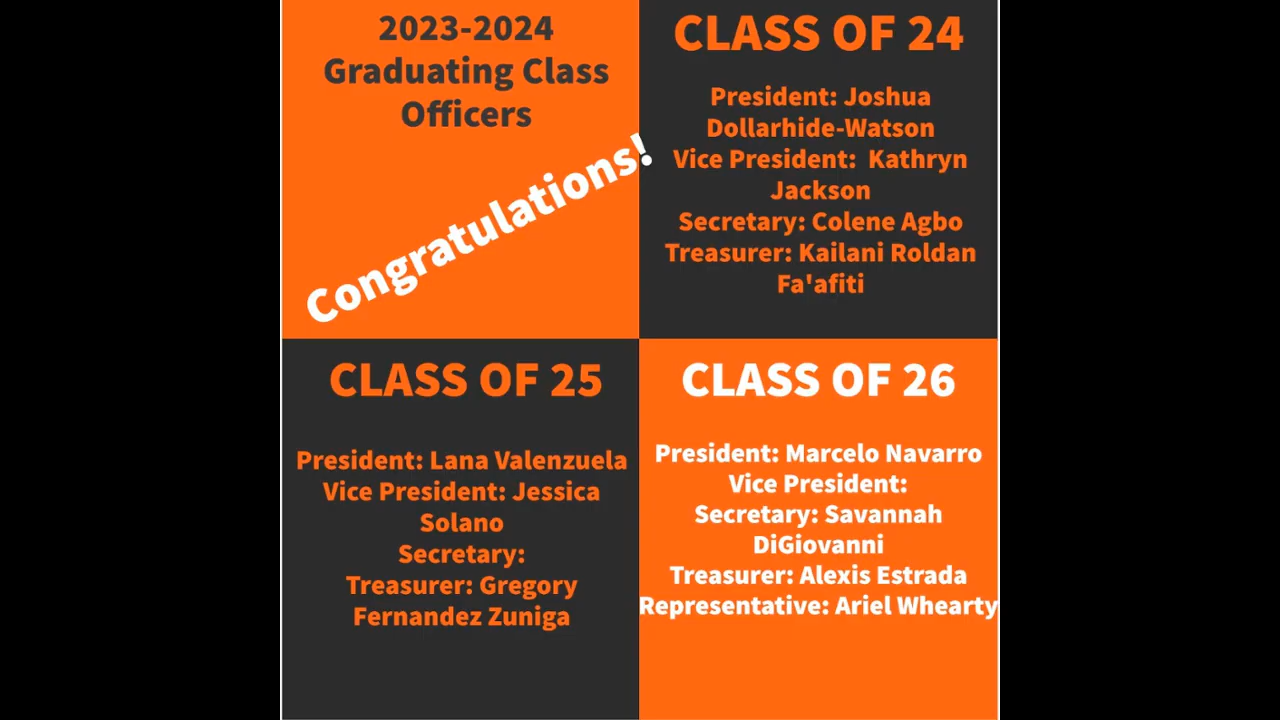 2023-2024
Graduating Class
Officers
Congratulations!
CLASS OF 24
President: Joshua
Dollarhide-Watson
Vice President:  Kathryn
Jackson
Secretary: Colene Agbo
Treasurer: Kailani Roldan
Fa'afiti
CLASS OF 25
President: Lana Valenzuela
Vice President: Jessica
Solano
Secretary:
Treasurer: Gregory
Fernandez Zuniga
CLASS OF 26
President: Marcelo Navarro
Vice President:
Secretary: Savannah
DiGiovanni
Treasurer: Alexis Estrada
Representative: Ariel Whearty